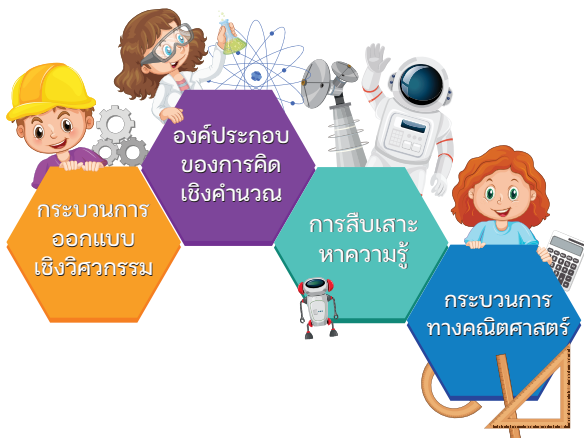 กระบวนการ
ออกแบบ
เชิงวิศวกรรม
องค์ประกอบ
ของการคิด
เชิงคำนวณ
การสืบเสาะ
หาความรู้
กระบวนการ
ทางคณิตศาสตร์